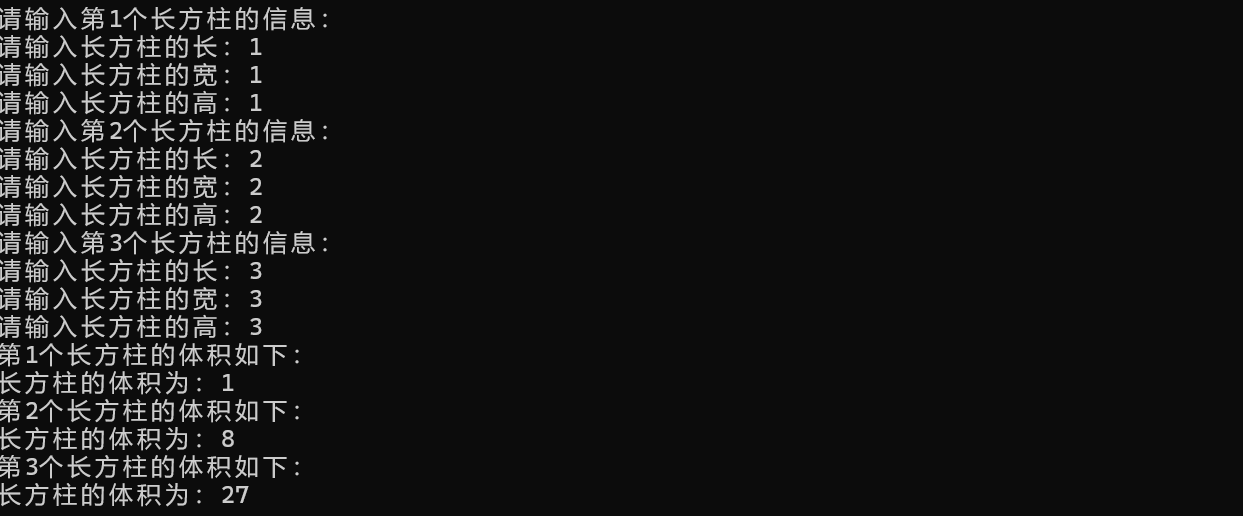 请输入第1个长方柱的信息：
请输入长方柱的长：1
请输入长方柱的宽：1
请输入长方柱的高：1
请输入第2个长方柱的信息：
请输入长方柱的长：2
请输入长方柱的宽：2
请输入长方柱的高：2
请输入第3个长方柱的信息：
请输入长方柱的长：3
请输入长方柱的宽：3
请输入长方柱的高：3
第1个长方柱的体积如下：
长方柱的体积为：1
第2个长方柱的体积如下：
长方柱的体积为：8
第3个长方柱的体积如下：
长方柱的体积为：27